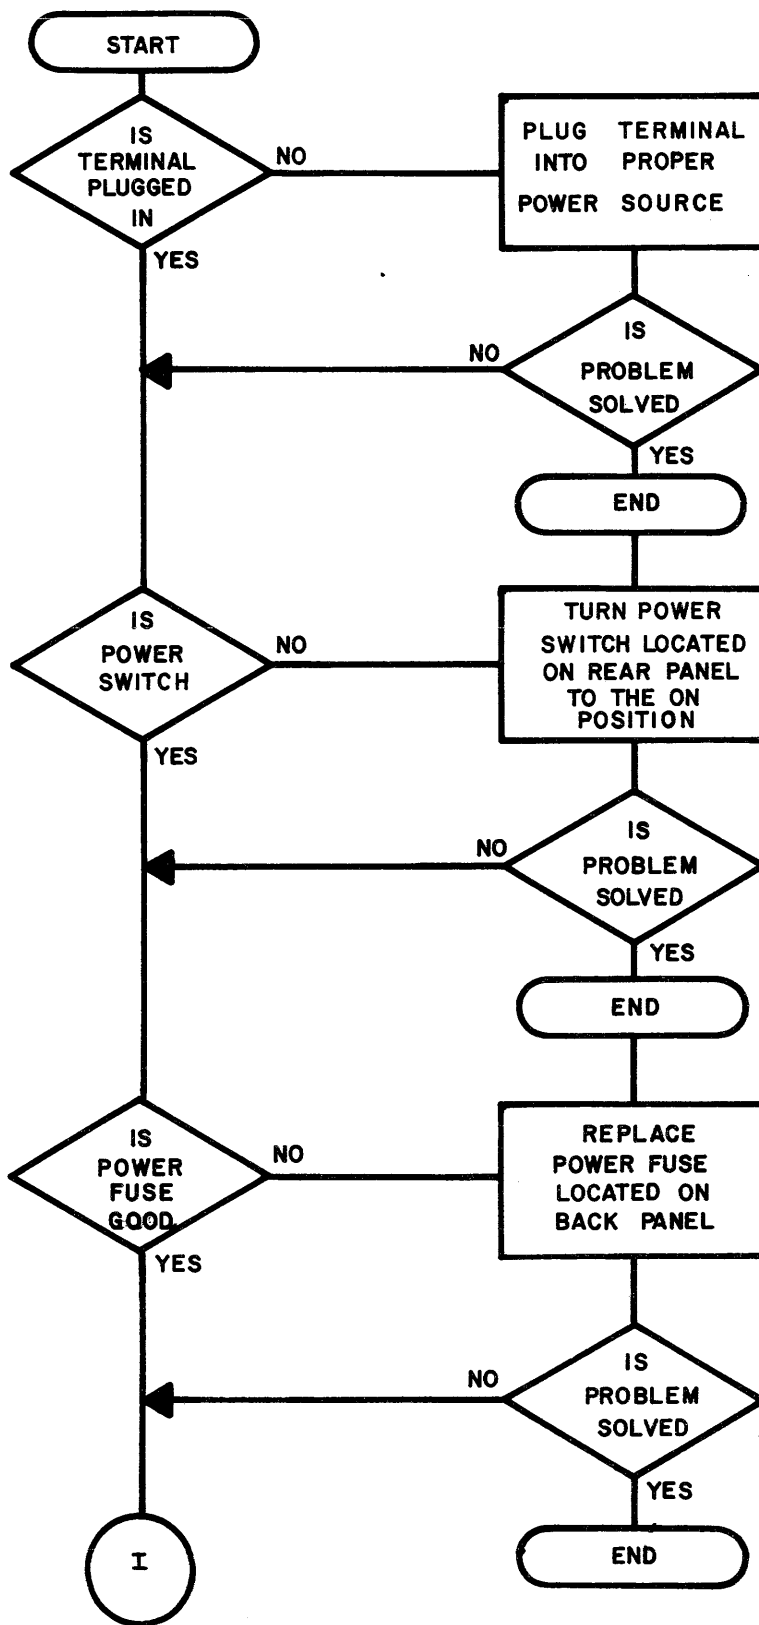 START
IS
TERMINAL
PLUGGED
IN
NO
YES
PLUG TERMINAL
INTO PROPER
POWER SOURCE
IS
PROBLEM
SOLVED
NO
YES
END
IS
POWER
SWITCH
NO
YES
TURN POWER
SWITCH LOCATED
ON REAR PANEL
TO THE ON
POSITION
IS
PROBLEM
SOLVED
NO
YES
END
IS
POWER
FUSE
GOOD
NO
YES
REPLACE
POWER FUSE
LOCATED ON
BACK PANEL
IS
PROBLEM
SOLVED
NO
YES
END
I